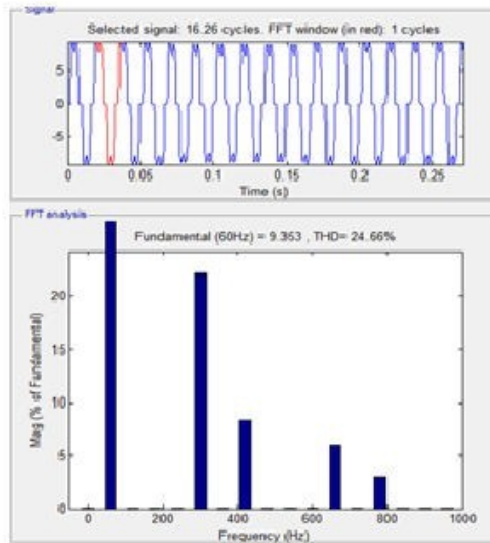 Signal
Selected signal: 16.26 cycles. FFT window (in red): 1 cycles
5
0
-5
0
0.05
0.1
0.15
0.2
0.25
Time (s)
FFT analysis
Fundamental (60Hz) = 9.353 , THD= 24.66%
Mag (% of Fundamental)
20
15
10
5
0
0
200
400
600
800
1000
Frequency (Hz)